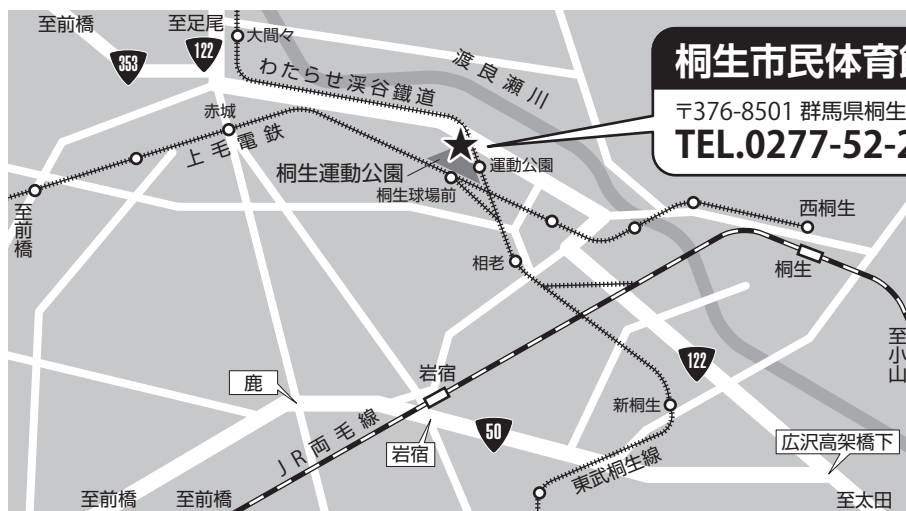 至前橋
至足尾
122
353
大間々
わたらせ渓谷鐵道
渡良瀬川
桐生市民体育
〒376-8501 群馬県桐生
TEL.0277-52-2
赤城
上毛電鉄
桐生運動公園
運動公園
桐生球場前
至前橋
西桐生
桐生
相老
至小山
122
岩宿
鹿
新桐生
50
岩宿
JR両毛線
広沢高架橋下
東武桐生線
至前橋
至前橋
至太田